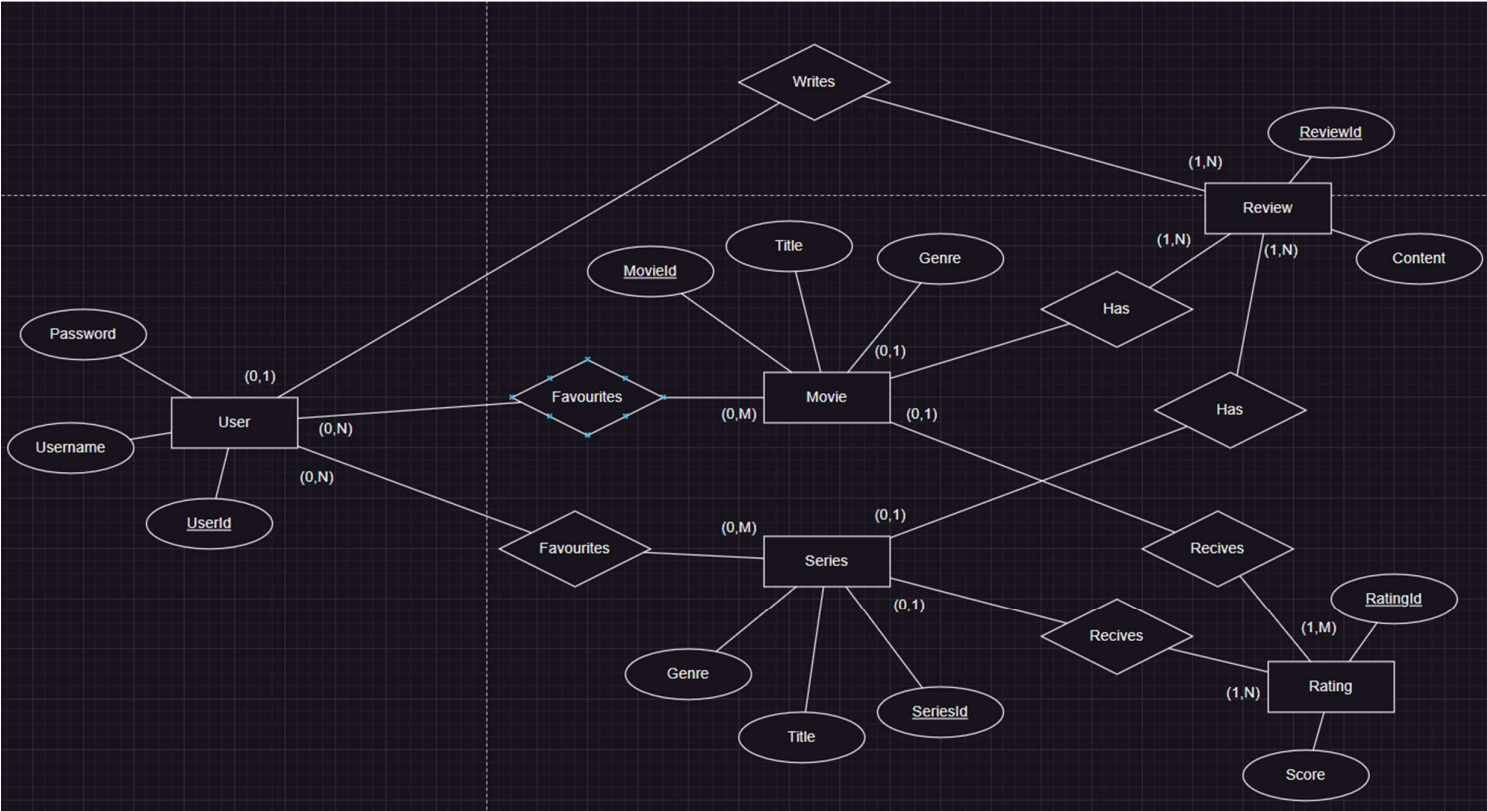 Writes
ReviewId
(1,N)
Review
(1,N)
(1,N)
Content
Title
Genre
MovieId
Has
Password
(0,1)
(0,1)
Favourites
Movie
(0,M)
(0,1)
Has
User
(0,N)
Username
(0,N)
UserId
(0,M)
(0,1)
Favourites
Series
Recives
(0,1)
RatingId
Recives
(1,M)
Genre
Rating
(1,N)
SeriesId
Title
Score